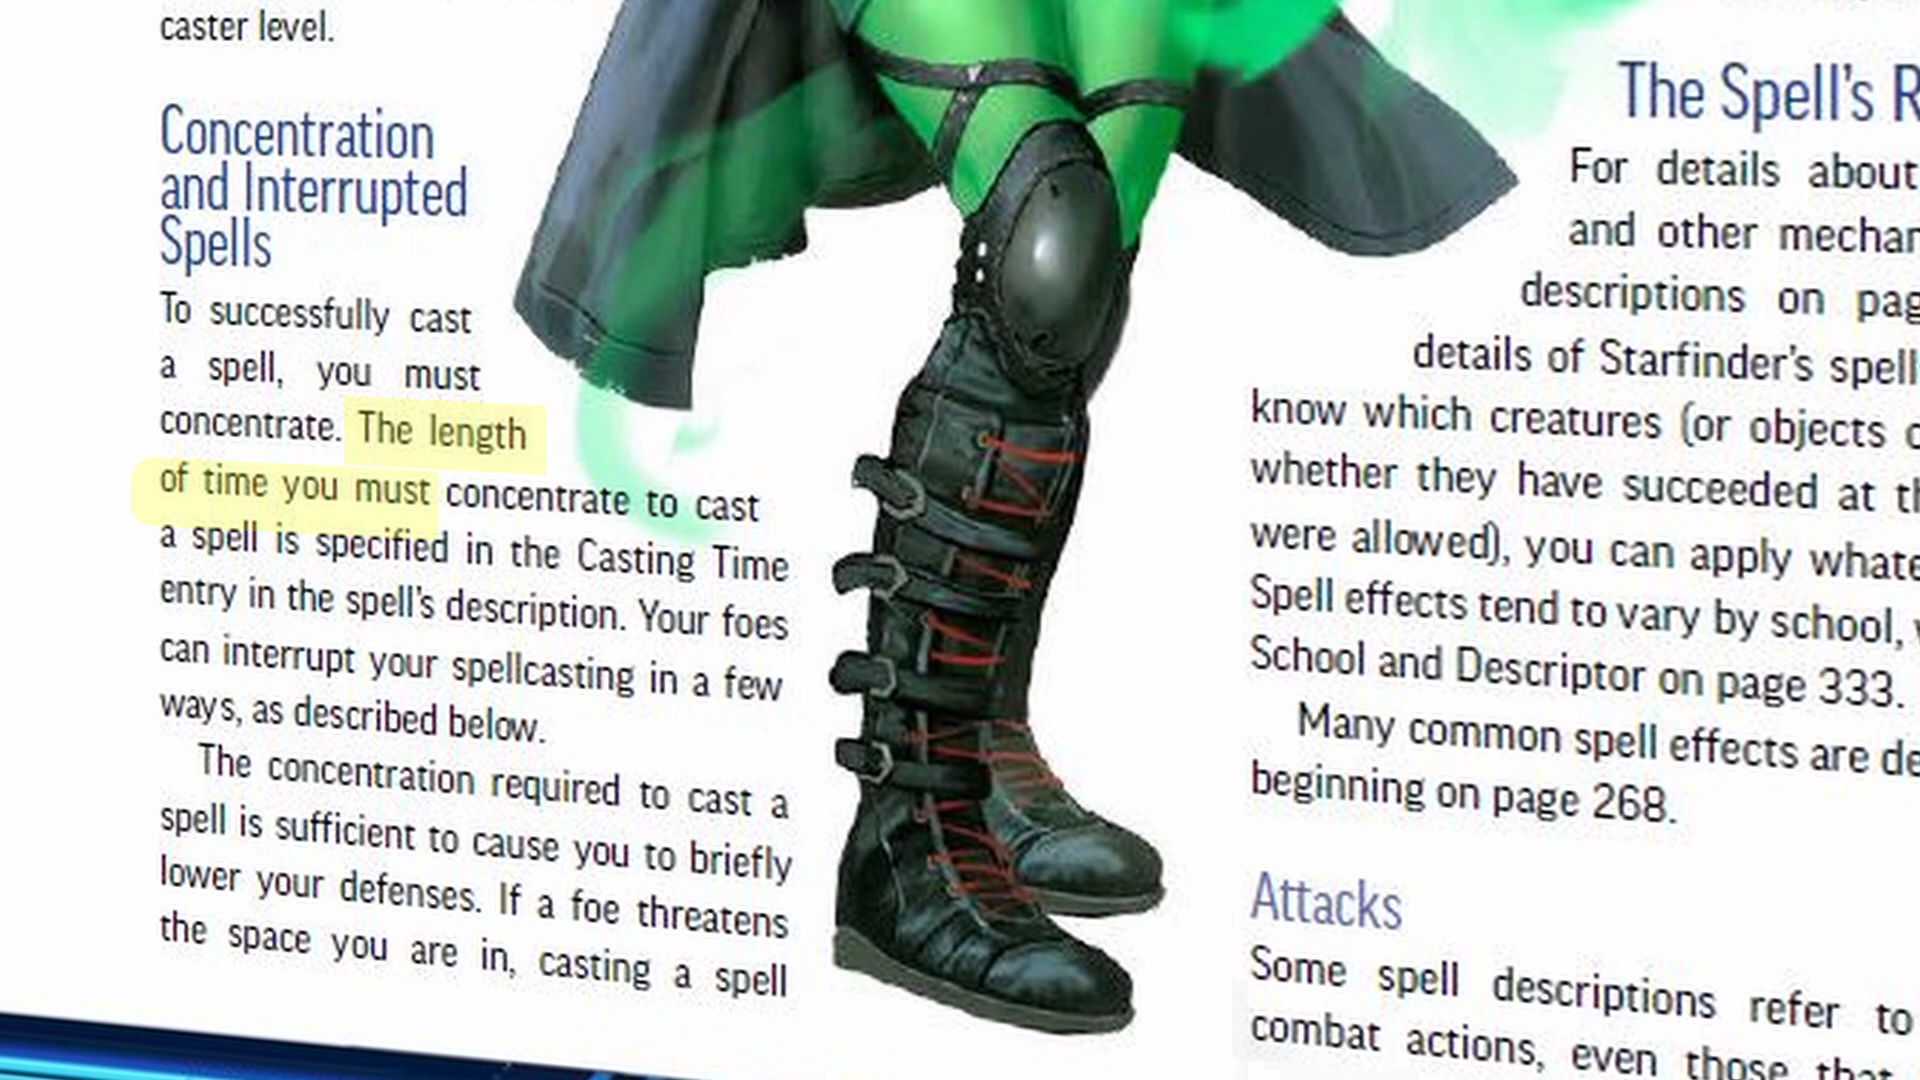 caster level.
Concentration
and Interrupted
Spells
To successfully cast
a spell, you must
concentrate. The length
of time you must concentrate to cast
a spell is specified in the Casting Time
entry in the spell's description. Your foes
can interrupt your spellcasting in a few
ways, as described below.
The concentration required to cast a
spell is sufficient to cause you to briefly
lower your defenses. If a foe threatens
the space you are in, casting a spell
The Spell's
For details about
and other
descriptions on
details of Starfinder's
know which creatures (or objects
whether they have succeeded at
were allowed), you can apply
Spell effects tend to vary by school,
School and Descriptor on page 333.
Many common spell effects are
beginning on page 268.
Attacks
Some spell descriptions refer to
combat actions, even those that